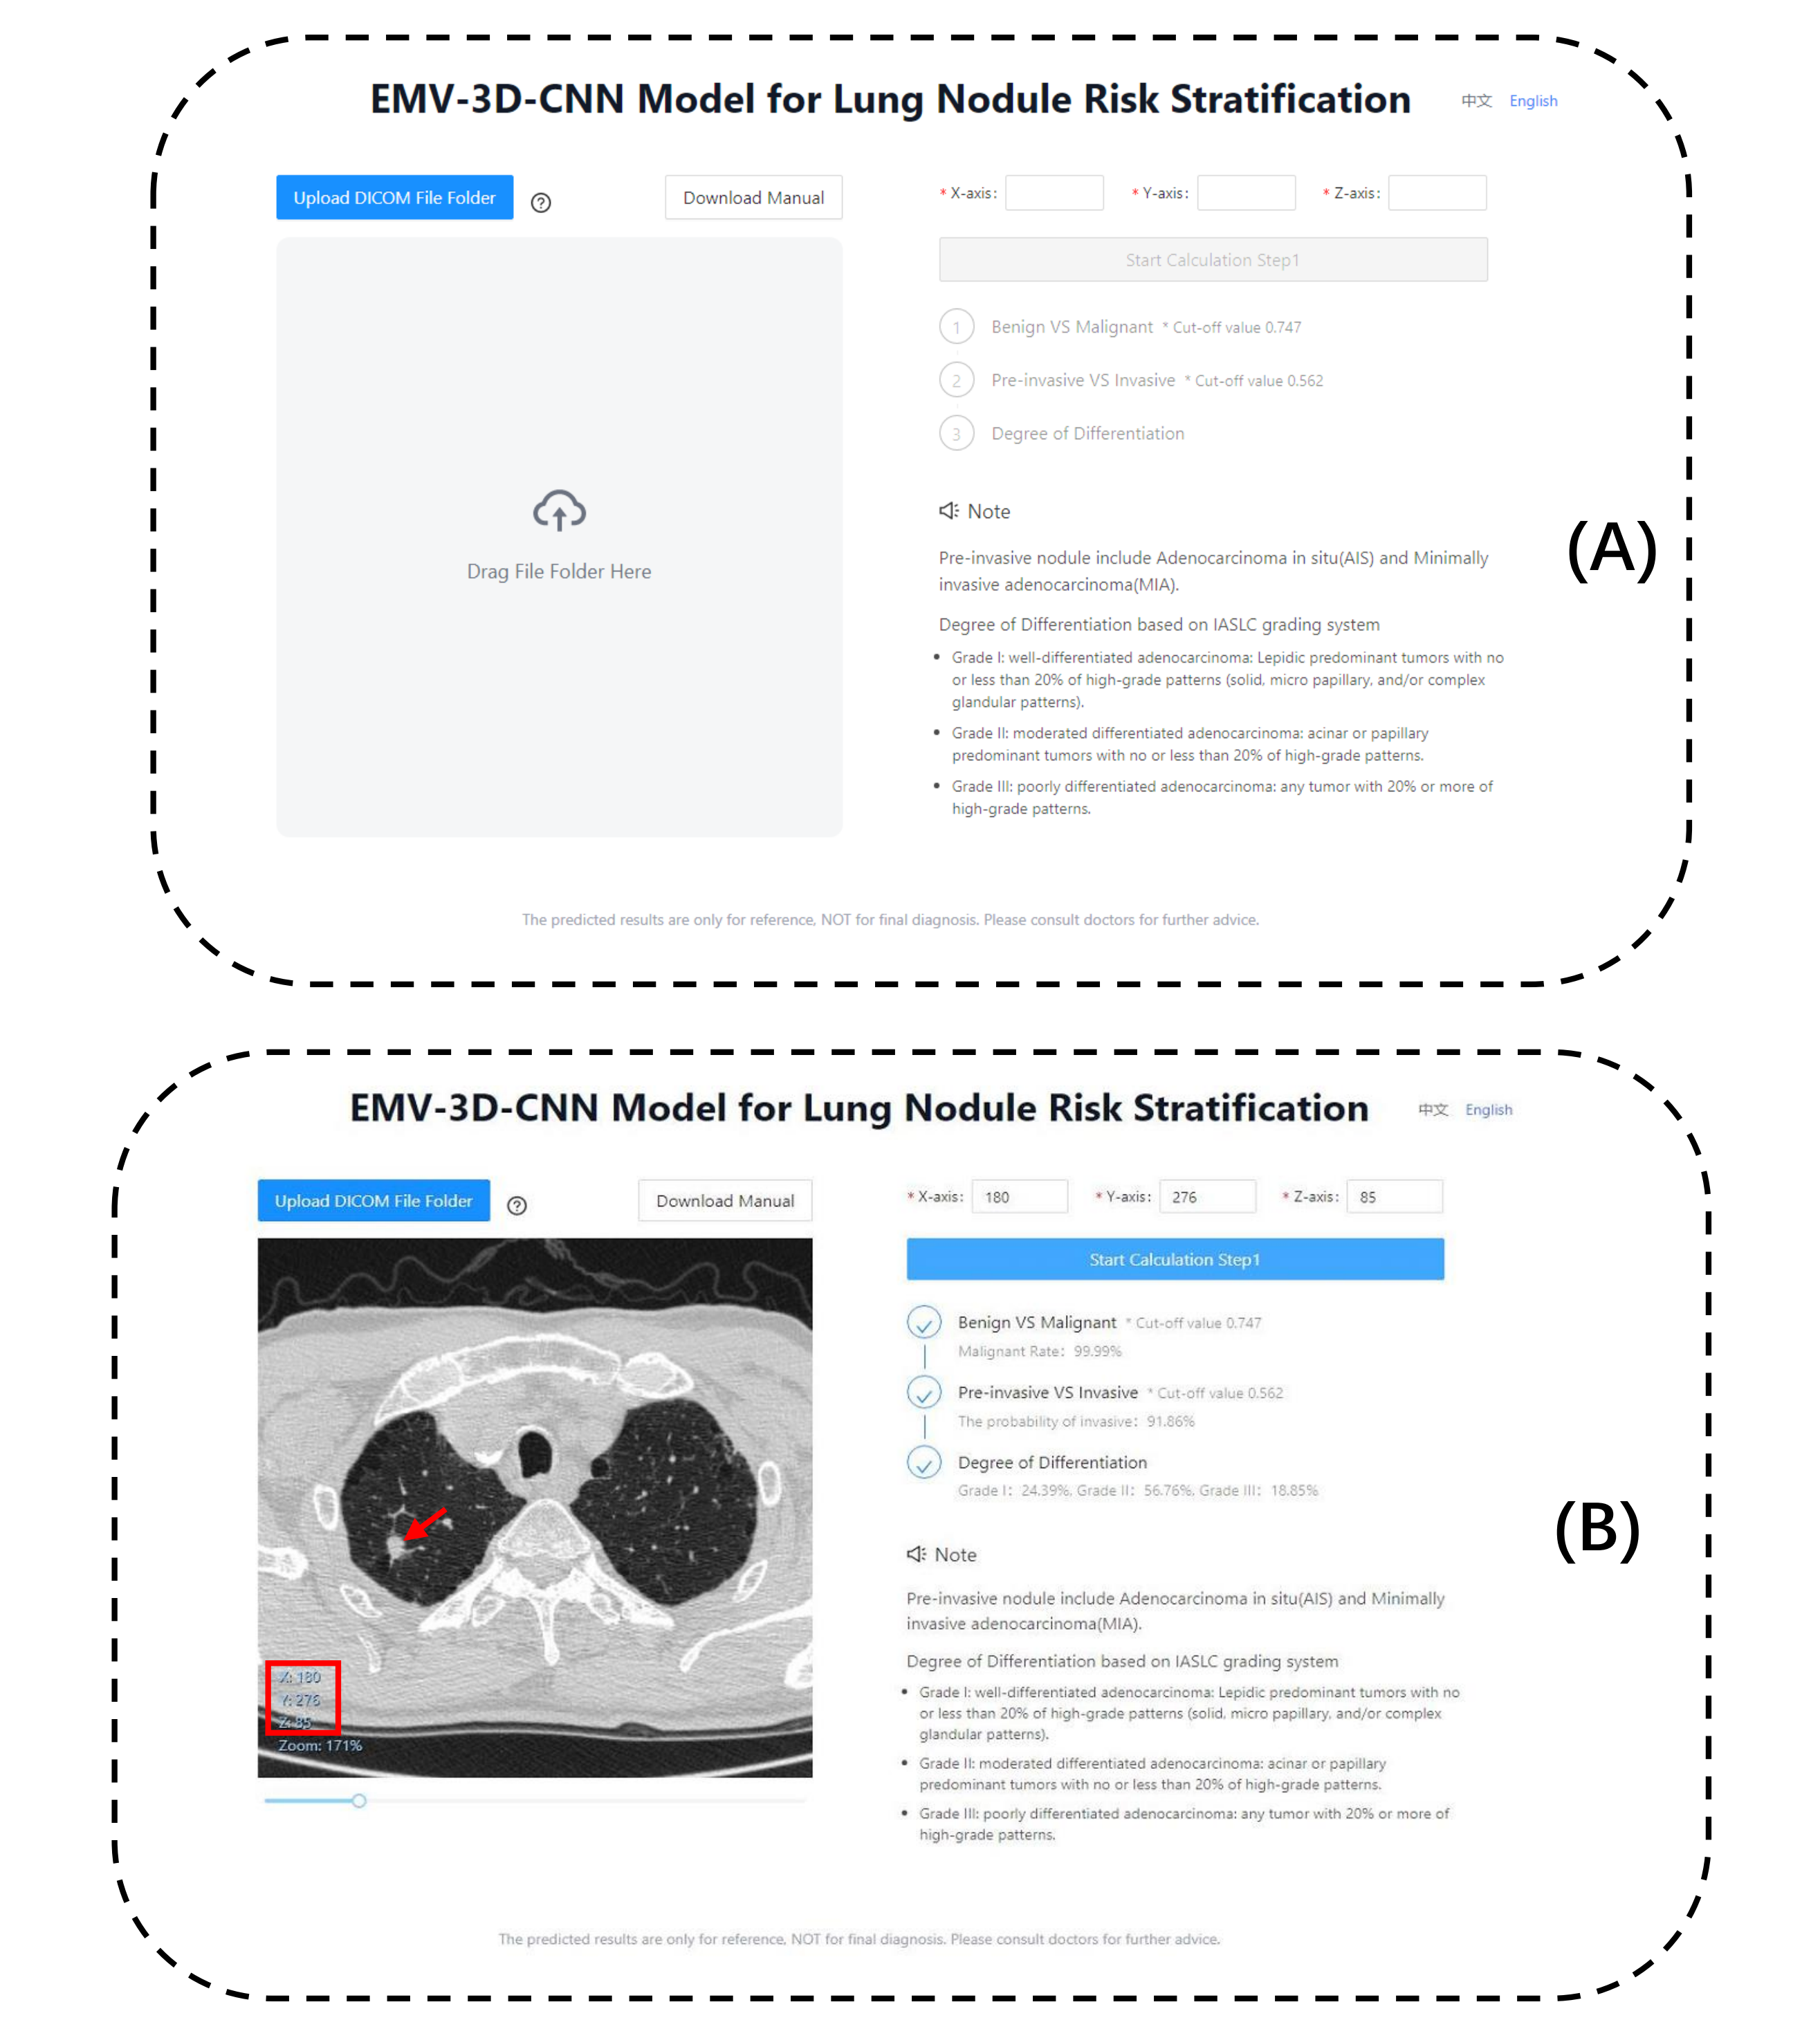 EMV-3D-CNN Model for Lung Nodule Risk Stratification
中文 English
Upload DICOM File Folder
?
Download Manual
* X-axis:
* Y-axis:
* Z-axis:
Start Calculation Step1
Drag File Folder Here
1 Benign VS Malignant * Cut-off value 0.747
2 Pre-invasive VS Invasive * Cut-off value 0.562
3 Degree of Differentiation
Note
Pre-invasive nodule include Adenocarcinoma in situ(AIS) and Minimally
invasive adenocarcinoma(MIA).
Degree of Differentiation based on IASLC grading system
• Grade I: well-differentiated adenocarcinoma: Lepidic predominant tumors with no
or less than 20% of high-grade patterns (solid, micro papillary, and/or complex
glandular patterns).
• Grade II: moderated differentiated adenocarcinoma: acinar or papillary
predominant tumors with no or less than 20% of high-grade patterns.
• Grade III: poorly differentiated adenocarcinoma: any tumor with 20% or more of
high-grade patterns.
The predicted results are only for reference, NOT for final diagnosis. Please consult doctors for further advice.
(A)
EMV-3D-CNN Model for Lung Nodule Risk Stratification
中文 English
Upload DICOM File Folder
?
Download Manual
X: 180
Y: 276
Z: 85
Zoom: 171%
* X-axis: 180
* Y-axis: 276
* Z-axis: 85
Start Calculation Step1
Benign VS Malignant * Cut-off value 0.747
Malignant Rate: 99.99%
Pre-invasive VS Invasive * Cut-off value 0.562
The probability of invasive: 91.86%
Degree of Differentiation
Grade I: 24.39%, Grade II: 56.76%, Grade III: 18.85%
Note
Pre-invasive nodule include Adenocarcinoma in situ(AIS) and Minimally
invasive adenocarcinoma(MIA).
Degree of Differentiation based on IASLC grading system
• Grade I: well-differentiated adenocarcinoma: Lepidic predominant tumors with no
or less than 20% of high-grade patterns (solid, micro papillary, and/or complex
glandular patterns).
• Grade II: moderated differentiated adenocarcinoma: acinar or papillary
predominant tumors with no or less than 20% of high-grade patterns.
• Grade III: poorly differentiated adenocarcinoma: any tumor with 20% or more of
high-grade patterns.
The predicted results are only for reference, NOT for final diagnosis. Please consult doctors for further advice.
(B)